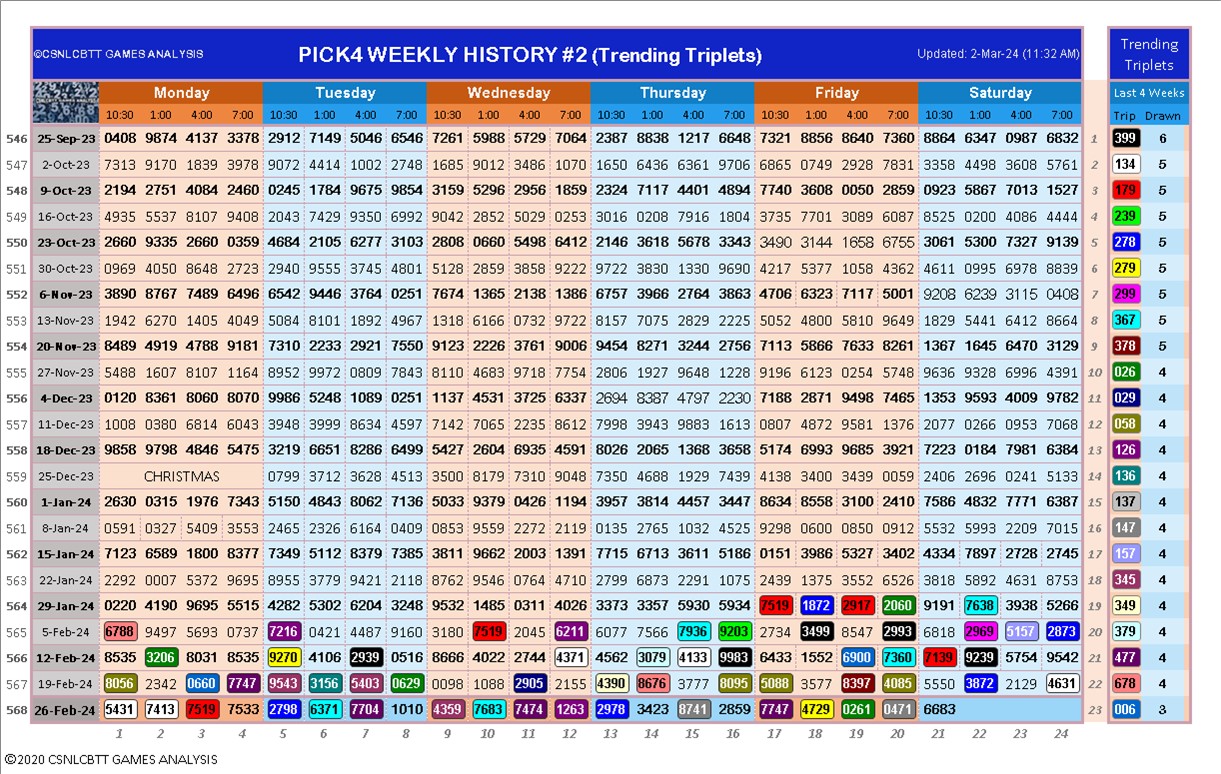 ©CSNLCBTT GAMES ANALYSIS PICK4 WEEKLY HISTORY #2 (Trending Triplets) Updated: 2-Mar-24 (11:32 AM) Trending Triplets
Monday Tuesday Wednesday Thursday Friday Saturday Last 4 Weeks
10:30 1:00 4:00 7:00 10:30 1:00 4:00 7:00 10:30 1:00 4:00 7:00 10:30 1:00 4:00 7:00 10:30 1:00 4:00 7:00 10:30 1:00 4:00 7:00 Trip Drawn
546 25-Sep-23 0408 9874 4137 3378 2912 7149 5046 6546 7261 5988 5729 7064 2387 8838 1217 6648 7321 8856 8640 7360 8864 6347 0987 6832 1 399 6
547 2-Oct-23 7313 9170 1839 3978 9072 4414 1002 2748 1685 9012 3486 1070 1650 6436 6361 9706 6865 0749 2928 7831 3358 4498 3608 5761 2 134 5
548 9-Oct-23 2194 2751 4084 2460 0245 1784 9675 9854 3159 5296 2956 1859 2324 7117 4401 4894 7740 3608 0050 2859 0923 5867 7013 1527 3 179 5
549 16-Oct-23 4935 5537 8107 9408 2043 7429 9350 6992 9042 2852 5029 0253 3016 0208 7916 1804 3735 7701 3089 6087 8525 0200 4086 4444 4 239 5
550 23-Oct-23 2660 9335 2660 0359 4684 2105 6277 3103 2808 0660 5498 6412 2146 3618 5678 3343 3490 3144 1658 6755 3061 5300 7327 9139 5 278 5
551 30-Oct-23 0969 4050 8648 2723 2940 9555 3745 4801 5128 2859 3858 9222 9722 3830 1330 9690 4217 5377 1058 4362 4611 0995 6978 8839 6 279 5
552 6-Nov-23 3890 8767 7489 6496 6542 9446 3764 0251 7674 1365 2138 1386 6757 3966 2764 3863 4706 6323 7117 5001 9208 6239 3115 0408 7 299 5
553 13-Nov-23 1942 6270 1405 4049 5084 8101 1892 4967 1318 6166 0732 9722 8157 7075 2829 2225 5052 4800 5810 9649 1829 5441 6412 8664 8 367 5
554 20-Nov-23 8489 4919 4788 9181 7310 2233 2921 7550 9123 2226 3761 9006 9454 8271 3244 2756 7113 5866 7633 8261 1367 1645 6470 3129 9 378 5
555 27-Nov-23 5488 1607 8107 1164 8952 9972 0809 7843 8110 4683 9718 7754 2806 1927 9648 1228 9196 6123 0254 5748 9636 9328 6996 4391 10 026 4
556 4-Dec-23 0120 8361 8060 8070 9986 5248 1089 0251 1137 4531 3725 6337 2694 8387 4797 2230 7188 2871 9498 7465 1353 9593 4009 9782 11 029 4
557 11-Dec-23 1008 0380 6814 6043 3948 3999 8634 4597 7142 7065 2235 8612 7998 3943 9883 1613 0807 4872 9581 1376 2077 0266 0953 7068 12 058 4
558 18-Dec-23 9858 9798 4846 5475 3219 6651 8286 6499 5427 2604 6935 4591 8026 2065 1368 3658 5174 6993 9685 3921 7223 0184 7981 6384 13 126 4
559 25-Dec-23 CHRISTMAS 0799 3712 3628 4513 3500 8179 7310 9048 7350 4688 1929 7439 4138 3400 3439 0059 2406 2696 0241 5133 14 136 4
560 1-Jan-24 2630 0315 1976 7343 5150 4843 8062 7136 5033 9379 0426 1194 3957 3814 4457 3447 8634 8558 3100 2410 7586 4832 7771 6387 15 137 4
561 8-Jan-24 0591 0327 5409 3553 2465 2326 6164 0409 0853 9559 2272 2119 0135 2765 1032 4525 9298 0600 0850 0912 5532 5993 2209 7015 16 147 4
562 15-Jan-24 7123 6589 1800 8377 7349 5112 8379 7385 3811 9662 2003 1391 7715 6713 3611 5186 0151 3986 5327 3402 4334 7897 2728 2745 17 157 4
563 22-Jan-24 2292 0007 5372 9695 8955 3779 9421 2118 8762 9546 0764 4710 2799 6873 2291 1075 2439 1375 3552 6526 3818 5892 4631 8753 18 345 4
564 29-Jan-24 0220 4190 9695 5515 4282 5302 6204 3248 9532 1485 0311 4026 3373 3357 5930 5934 7519 1872 2917 2060 9191 7638 3938 5266 19 349 4
565 5-Feb-24 6788 9497 5693 0737 7216 0421 4487 9160 3180 7519 2045 6211 6077 7566 7936 9203 2734 3499 8547 2993 6818 2969 5157 2873 20 379 4
566 12-Feb-24 8535 3206 8031 8535 9270 4106 2939 0516 8666 4022 2744 4371 4562 3079 4133 9983 6433 1552 6900 7360 7139 9239 5754 9542 21 477 4
567 19-Feb-24 8056 2342 0660 7747 9543 3156 5403 0629 0098 1088 2905 2155 4390 8676 3777 8095 5088 3577 8397 4085 5550 3872 2129 4631 22 678 4
568 26-Feb-24 5431 7413 7519 7533 2798 6371 7704 1010 4359 7683 7474 1263 2978 3423 8741 2859 7747 4729 0261 0471 6683 23 006 3
1 2 3 4 5 6 7 8 9 10 11 12 13 14 15 16 17 18 19 20 21 22 23 24
©2020 CSNLCBTT GAMES ANALYSIS